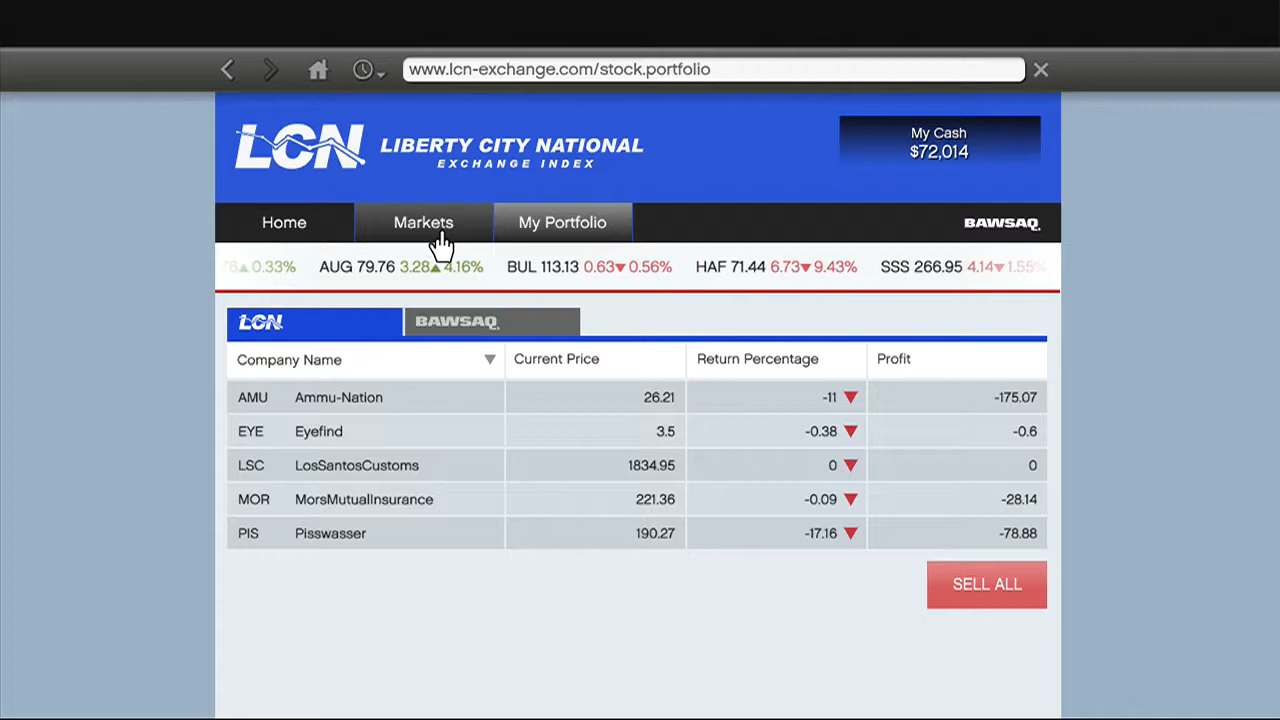 www.lcn-exchange.com/stock.portfolio
LCN LIBERTY CITY NATIONAL
EXCHANGE INDEX
My Cash
$72,014
Home Markets My Portfolio BAWSAQ
76▲0.33% AUG 79.76 3.28▲4.16% BUL 113.13 0.63▼0.56% HAF 71.44 6.73▼9.43% SSS 266.95 4.14▼1.55%
LCN BAWSAQ
Company Name ▼ Current Price Return Percentage Profit
AMU Ammu-Nation 26.21 -11 ▼ -175.07
EYE Eyefind 3.5 -0.38 ▼ -0.6
LSC LosSantosCustoms 1834.95 0 ▼ 0
MOR MorsMutualInsurance 221.36 -0.09 ▼ -28.14
PIS Pisswasser 190.27 -17.16 ▼ -78.88
SELL ALL